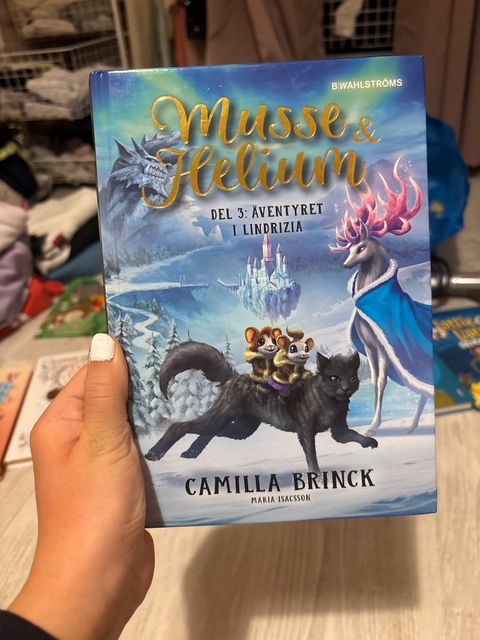 B WAHLSTRÖMS
Musse &
Helium
DEL 3: ÄVENTYRET
I LINDRIZIA
CAMILLA BRINCK
MARIA ISACSSON